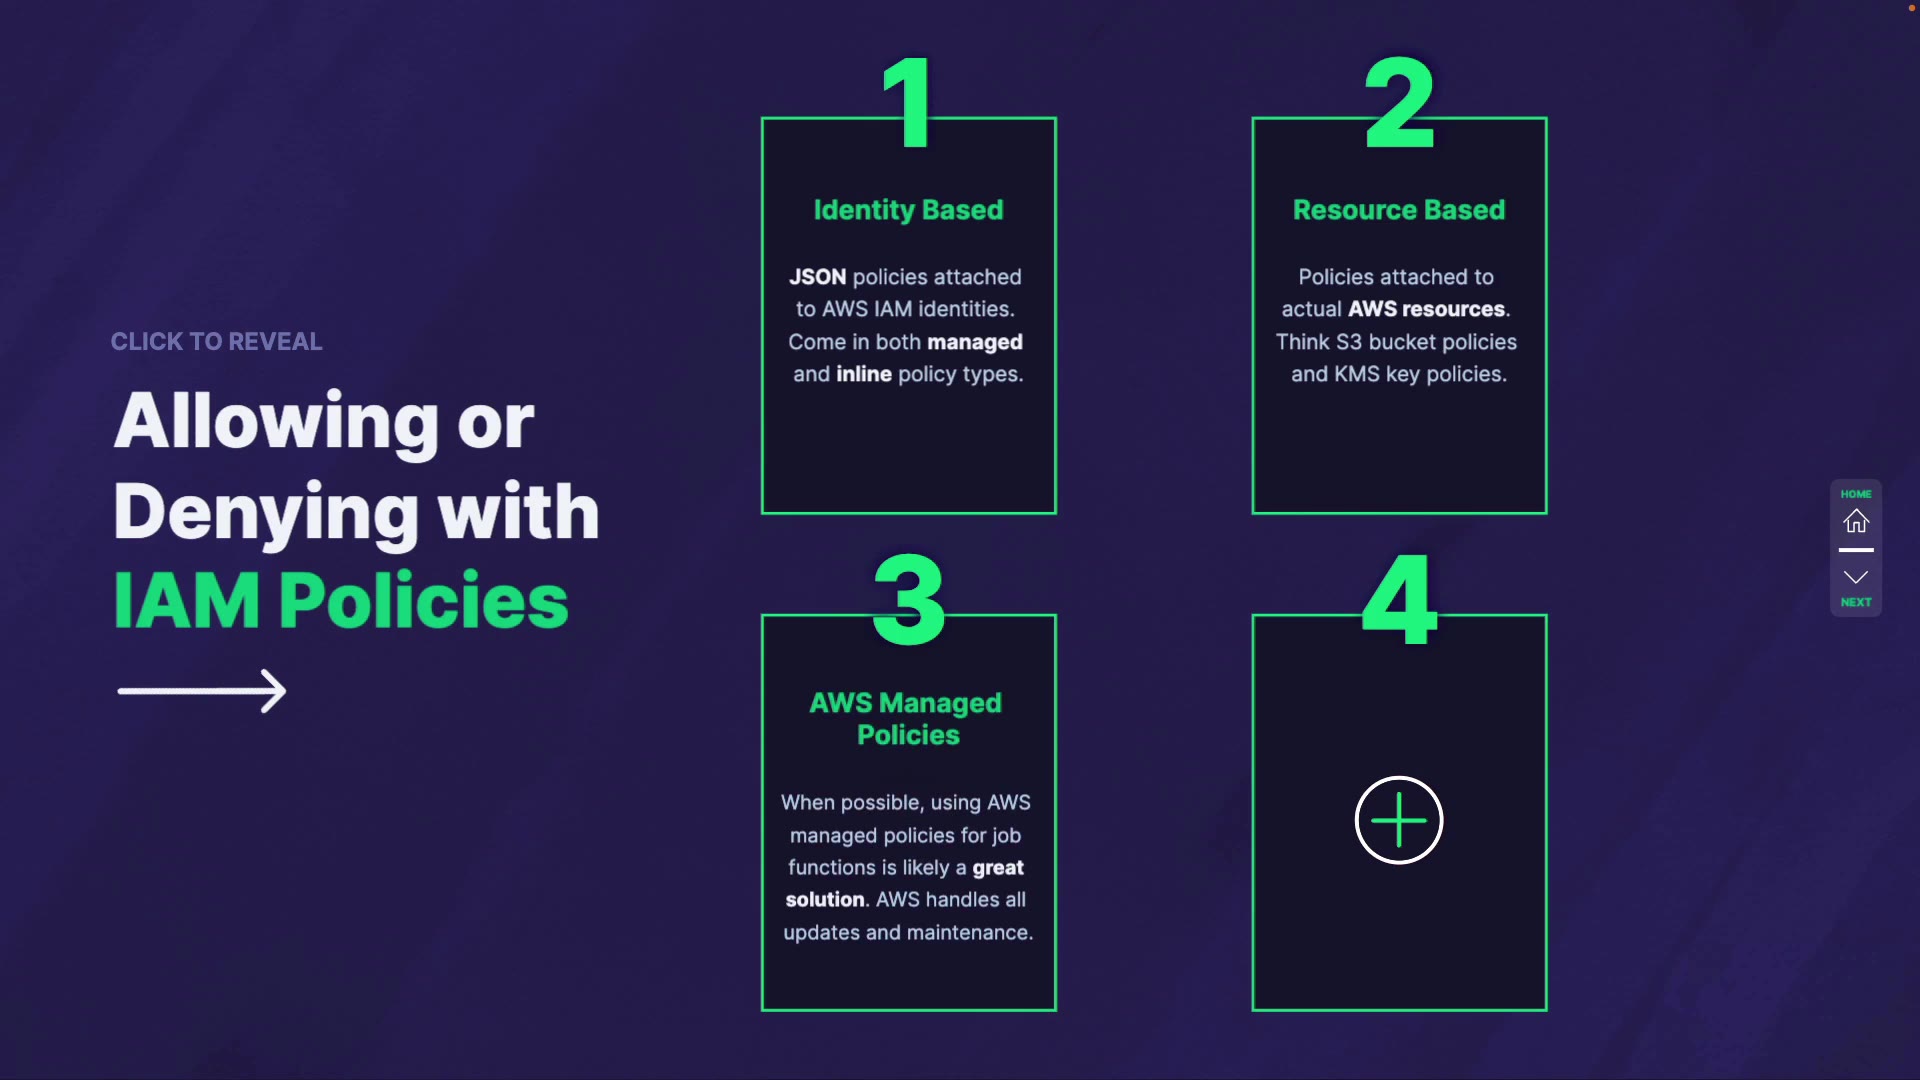 CLICK TO REVEAL
Allowing or
Denying with
IAM Policies
1
Identity Based
JSON policies attached
to AWS IAM identities.
Come in both managed
and inline policy types.
2
Resource Based
Policies attached to
actual AWS resources.
Think S3 bucket policies
and KMS key policies.
3
AWS Managed
Policies
When possible, using AWS
managed policies for job
functions is likely a great
solution. AWS handles all
updates and maintenance.
4
HOME
NEXT